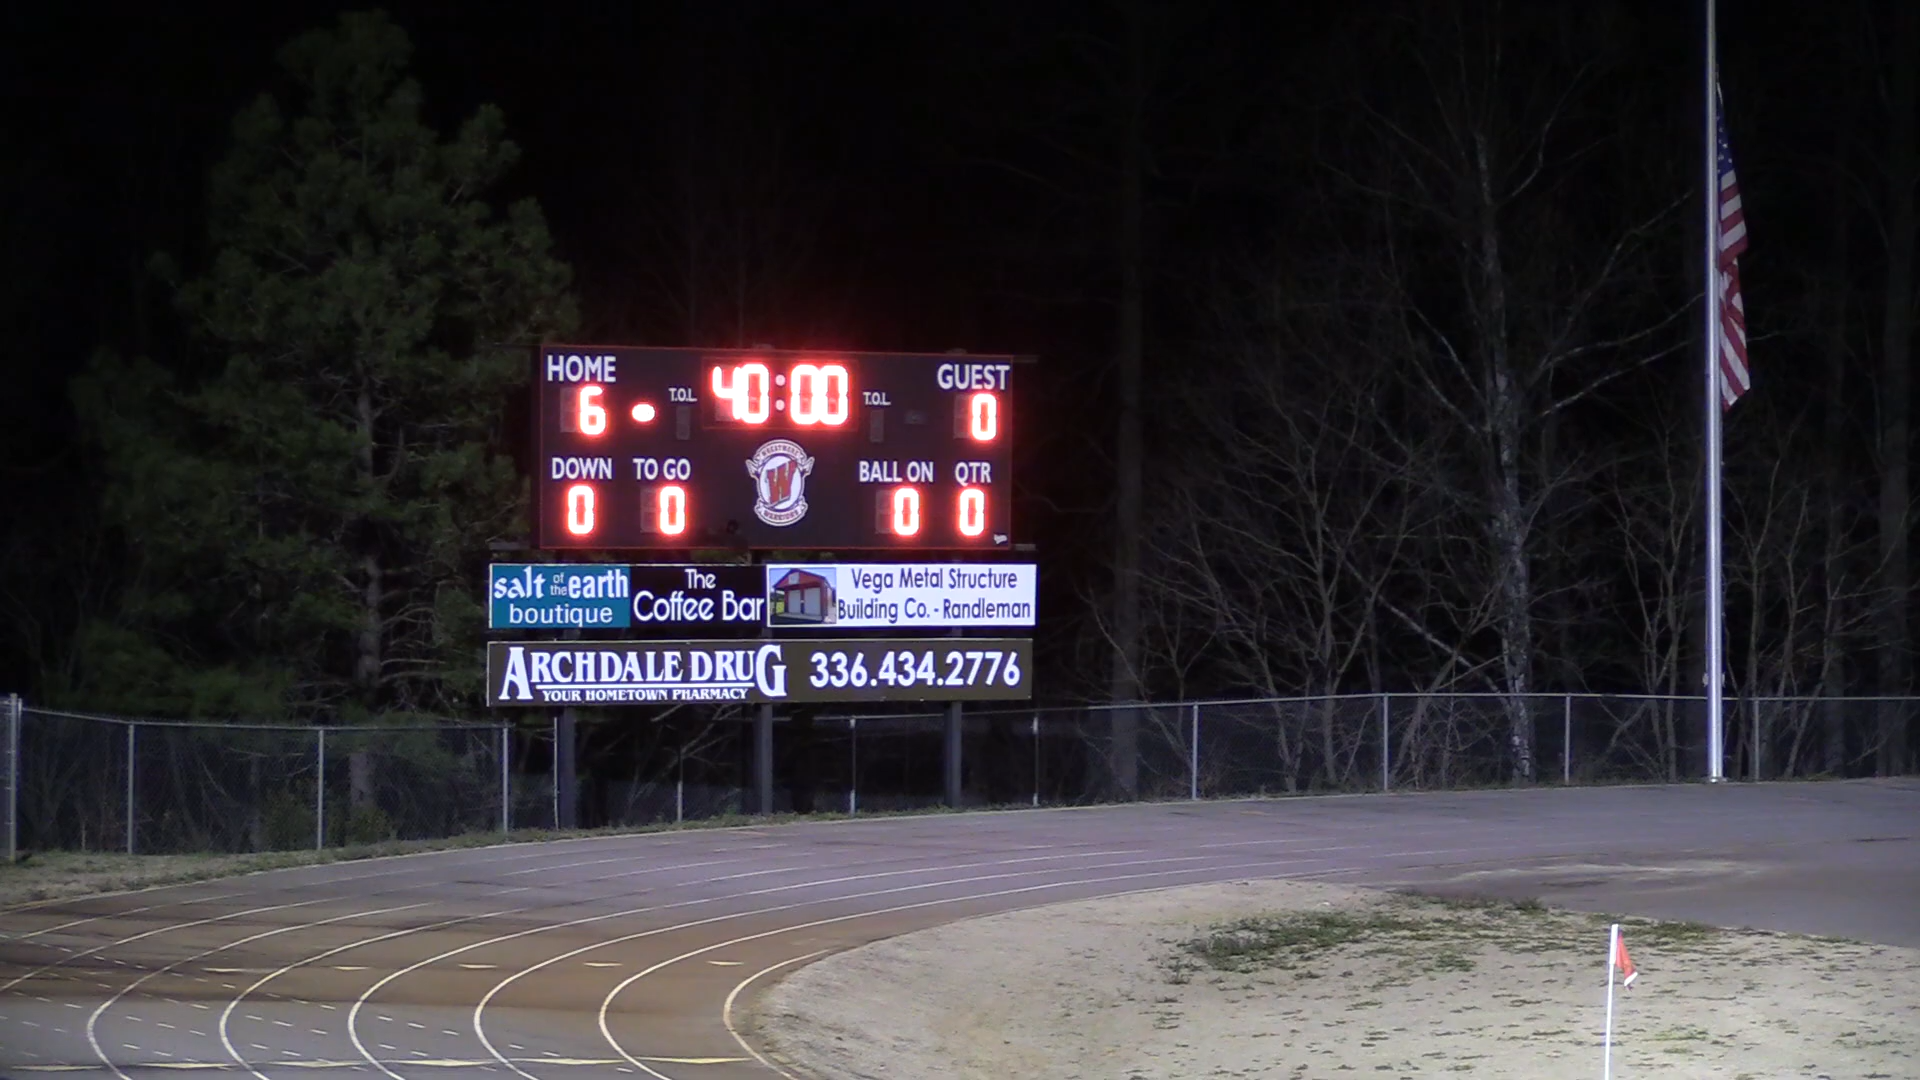 HOME
40:00
GUEST
6
T.O.L.
T.O.L.
0
DOWN
TO GO
W
BALL ON
QTR
0
0
WARRIORS
0
0
salt of the earth
boutique
The
Coffee Bar
Vega Metal Structure
Building Co. - Randleman
ARCHDALE DRUG
YOUR HOMETOWN PHARMACY
336.434.2776